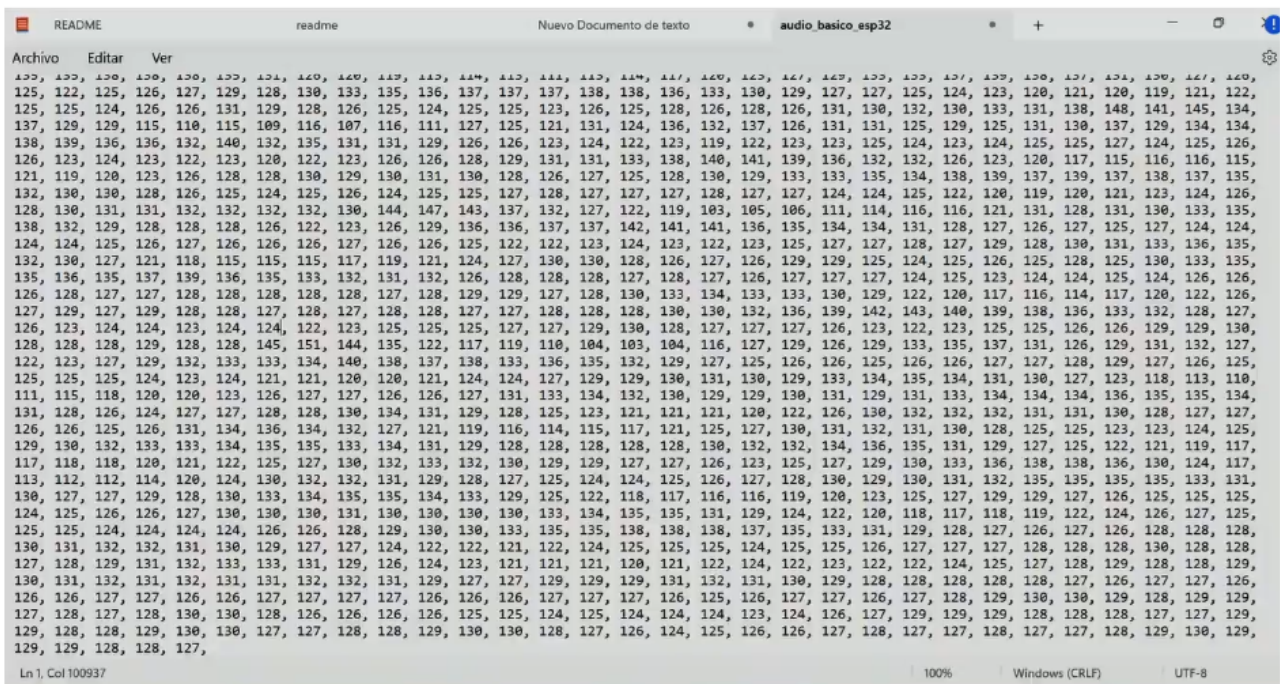 README readme Nuevo Documento de texto audio_basico_esp32
Archivo Editar Ver
125, 122, 125, 126, 127, 129, 128, 130, 133, 135, 136, 137, 137, 137, 138, 138, 136, 133, 130, 129, 127, 127, 125, 124, 123, 120, 121, 120, 119, 121, 122,
125, 125, 124, 126, 126, 131, 129, 128, 126, 125, 124, 125, 125, 123, 126, 125, 128, 126, 128, 126, 131, 130, 132, 130, 133, 131, 138, 148, 141, 145, 134,
137, 129, 129, 115, 110, 115, 109, 116, 107, 116, 111, 127, 125, 121, 131, 124, 136, 132, 137, 126, 131, 131, 125, 129, 125, 131, 130, 137, 129, 134, 134,
138, 139, 136, 136, 132, 140, 132, 135, 131, 131, 129, 126, 126, 123, 124, 122, 123, 119, 122, 123, 123, 125, 124, 123, 124, 125, 125, 127, 124, 125, 126,
126, 123, 124, 123, 122, 123, 120, 122, 123, 126, 126, 128, 129, 131, 131, 133, 138, 140, 141, 139, 136, 132, 132, 126, 123, 120, 117, 115, 116, 116, 115,
121, 119, 120, 123, 126, 128, 128, 130, 129, 130, 131, 130, 128, 126, 127, 125, 128, 130, 129, 133, 133, 135, 134, 138, 139, 137, 139, 137, 138, 137, 135,
132, 130, 130, 128, 126, 125, 124, 125, 126, 124, 125, 125, 127, 128, 127, 127, 127, 128, 127, 127, 124, 124, 125, 122, 120, 119, 120, 121, 123, 124, 126,
128, 130, 131, 131, 132, 132, 132, 132, 130, 144, 147, 143, 137, 132, 127, 122, 119, 103, 105, 106, 111, 114, 116, 116, 121, 131, 128, 131, 130, 133, 135,
138, 132, 129, 128, 128, 128, 126, 122, 123, 126, 129, 136, 136, 137, 137, 142, 141, 141, 136, 135, 134, 134, 131, 128, 127, 126, 127, 125, 127, 124, 124,
124, 124, 125, 126, 127, 126, 126, 126, 127, 126, 126, 125, 122, 122, 123, 124, 123, 122, 123, 125, 127, 127, 128, 127, 129, 128, 130, 131, 133, 136, 135,
132, 130, 127, 121, 118, 115, 115, 115, 117, 119, 121, 124, 127, 130, 130, 128, 126, 127, 126, 129, 129, 125, 124, 125, 126, 125, 128, 125, 130, 133, 135,
135, 136, 135, 137, 139, 136, 135, 133, 132, 131, 132, 126, 128, 128, 128, 127, 128, 127, 126, 127, 127, 127, 124, 125, 123, 124, 124, 125, 124, 126, 126,
126, 128, 127, 127, 128, 128, 128, 128, 128, 127, 128, 129, 129, 127, 128, 130, 133, 134, 133, 133, 130, 129, 122, 120, 117, 116, 114, 117, 120, 122, 126,
127, 129, 127, 129, 128, 128, 127, 128, 127, 128, 128, 127, 127, 128, 128, 128, 130, 130, 132, 136, 139, 142, 143, 140, 139, 138, 136, 133, 132, 128, 127,
126, 123, 124, 124, 123, 124, 124, 122, 123, 125, 125, 125, 127, 127, 129, 130, 128, 127, 127, 127, 126, 123, 122, 123, 125, 125, 126, 126, 129, 129, 130,
128, 128, 128, 129, 128, 128, 145, 151, 144, 135, 122, 117, 119, 110, 104, 103, 104, 116, 127, 129, 126, 129, 133, 135, 137, 131, 126, 129, 131, 132, 127,
122, 123, 127, 129, 132, 133, 133, 134, 140, 138, 137, 138, 133, 136, 135, 132, 129, 127, 125, 126, 126, 125, 126, 126, 127, 127, 128, 129, 127, 126, 125,
125, 125, 125, 124, 123, 124, 121, 121, 120, 120, 121, 124, 124, 127, 129, 129, 130, 131, 130, 129, 133, 134, 135, 134, 131, 130, 127, 123, 118, 113, 110,
111, 115, 118, 120, 120, 123, 126, 127, 127, 126, 126, 127, 131, 133, 134, 132, 130, 129, 129, 130, 131, 129, 131, 133, 134, 134, 134, 136, 135, 135, 134,
131, 128, 126, 124, 127, 127, 128, 128, 130, 134, 131, 129, 128, 125, 123, 121, 121, 121, 120, 122, 126, 130, 132, 132, 132, 131, 131, 130, 128, 127, 127,
126, 126, 125, 126, 131, 134, 136, 134, 132, 127, 121, 119, 116, 114, 115, 117, 121, 125, 127, 130, 131, 132, 131, 130, 128, 125, 125, 123, 123, 124, 125,
129, 130, 132, 133, 133, 134, 135, 135, 133, 134, 131, 129, 128, 128, 128, 128, 128, 130, 132, 132, 134, 136, 135, 131, 129, 127, 125, 122, 121, 119, 117,
117, 118, 118, 120, 121, 122, 125, 127, 130, 132, 133, 132, 130, 129, 129, 127, 127, 126, 123, 125, 127, 129, 130, 133, 136, 138, 138, 136, 130, 124, 117,
113, 112, 112, 114, 120, 124, 130, 132, 132, 131, 129, 128, 127, 125, 124, 124, 125, 126, 127, 128, 130, 129, 130, 131, 132, 135, 135, 135, 135, 133, 131,
130, 127, 127, 129, 128, 130, 133, 134, 135, 135, 134, 133, 129, 125, 122, 118, 117, 116, 116, 119, 120, 123, 125, 127, 129, 129, 127, 126, 125, 125, 125,
124, 125, 126, 126, 127, 130, 130, 130, 131, 130, 130, 130, 130, 133, 134, 135, 135, 131, 129, 124, 122, 120, 118, 117, 118, 119, 122, 124, 126, 127, 125,
125, 125, 124, 124, 124, 124, 126, 126, 128, 129, 130, 130, 133, 135, 135, 138, 138, 138, 137, 135, 133, 131, 129, 128, 127, 126, 127, 126, 128, 128, 128,
130, 131, 132, 132, 131, 130, 129, 127, 127, 124, 122, 122, 121, 122, 124, 125, 125, 125, 124, 125, 125, 126, 127, 127, 127, 128, 128, 128, 130, 128, 128,
127, 128, 129, 131, 132, 133, 133, 131, 129, 126, 124, 123, 121, 121, 121, 120, 121, 122, 124, 122, 123, 122, 122, 124, 125, 127, 128, 129, 128, 128, 129,
130, 131, 132, 131, 132, 131, 131, 132, 132, 131, 129, 127, 127, 129, 129, 129, 131, 132, 131, 130, 129, 128, 128, 128, 128, 128, 127, 126, 127, 127, 126,
126, 126, 127, 127, 126, 126, 127, 127, 127, 127, 126, 126, 127, 127, 127, 127, 126, 125, 126, 127, 127, 126, 127, 128, 129, 130, 130, 129, 128, 129, 129,
127, 128, 127, 128, 130, 130, 128, 126, 126, 126, 126, 125, 125, 124, 125, 124, 124, 124, 123, 124, 126, 127, 129, 129, 129, 128, 128, 128, 127, 127, 129,
129, 128, 128, 129, 130, 130, 127, 127, 128, 128, 129, 130, 130, 128, 127, 126, 124, 125, 126, 126, 127, 128, 127, 127, 128, 127, 127, 128, 129, 130, 129,
129, 129, 128, 128, 127,
Ln 1, Col 100937 100% Windows (CRLF) UTF-8